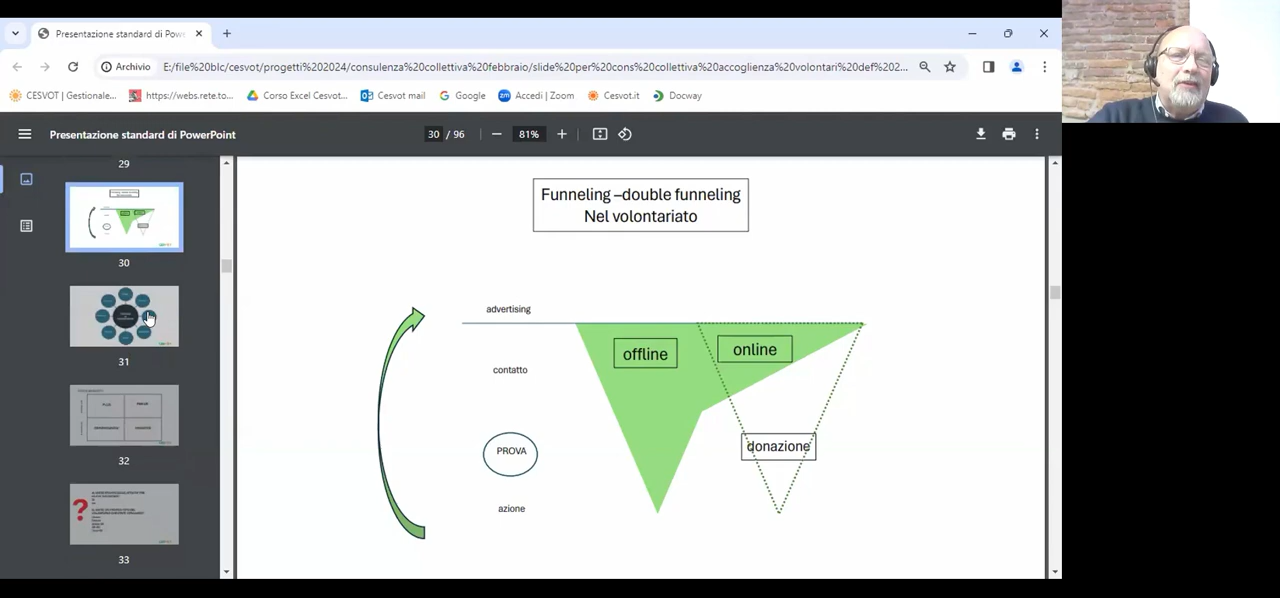 Presentazione standard di Pow
Archivio
E:/file%20blc/cesvot/progetti%202024/consulenza%20collettiva%20febbraio/slide%20per%20cons%20collettiva%20accoglienza%20volontari%20def%202...
CESVOT | Gestionale...
https://webs.rete.to...
Corso Excel Cesvot...
Cesvot mail
Google
Accedi | Zoom
Cesvot.it
Docway
Presentazione standard di PowerPoint
30 / 96
81%
29
30
31
32
33
Funneling –double funneling
Nel volontariato
advertising
offline
online
contatto
donazione
PROVA
azione